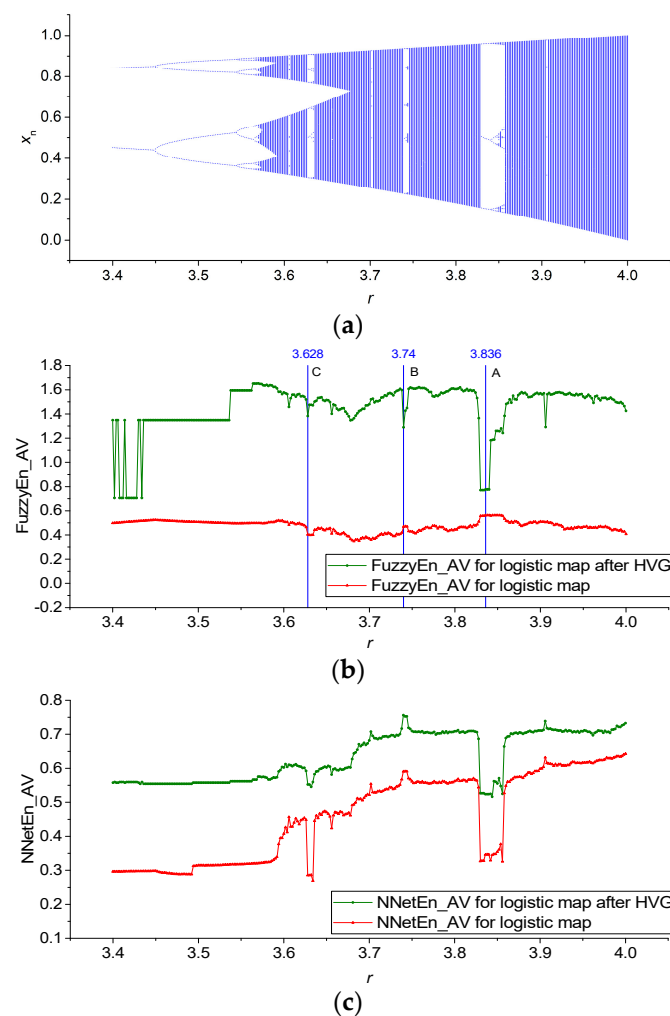 1.0
0.8
0.6
0.4
0.2
0.0
x_n
3.4 3.5 3.6 3.7 3.8 3.9 4.0
r
(a)
3.628 3.74 3.836
C B A
1.8
1.6
1.4
1.2
1.0
0.8
0.6
0.4
0.2
0.0
-0.2
FuzzyEn_AV
FuzzyEn_AV for logistic map after HVG
FuzzyEn_AV for logistic map
3.4 3.5 3.6 3.7 3.8 3.9 4.0
r
(b)
0.8
0.7
0.6
0.5
0.4
0.3
0.2
0.1
NNetEn_AV
NNetEn_AV for logistic map after HVG
NNetEn_AV for logistic map
3.4 3.5 3.6 3.7 3.8 3.9 4.0
r
(c)